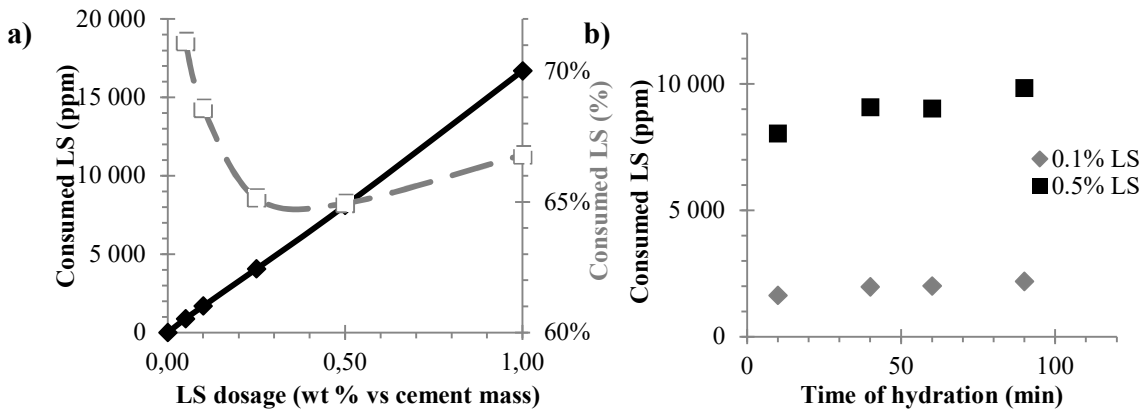 a)
Consumed LS (ppm)
20 000
15 000
10 000
5 000
0
70%
65%
60%
Consumed LS (%)
0,00
0,50
1,00
LS dosage (wt % vs cement mass)
b)
Consumed LS (ppm)
10 000
5 000
0
0
50
100
Time of hydration (min)
0.1% LS
0.5% LS